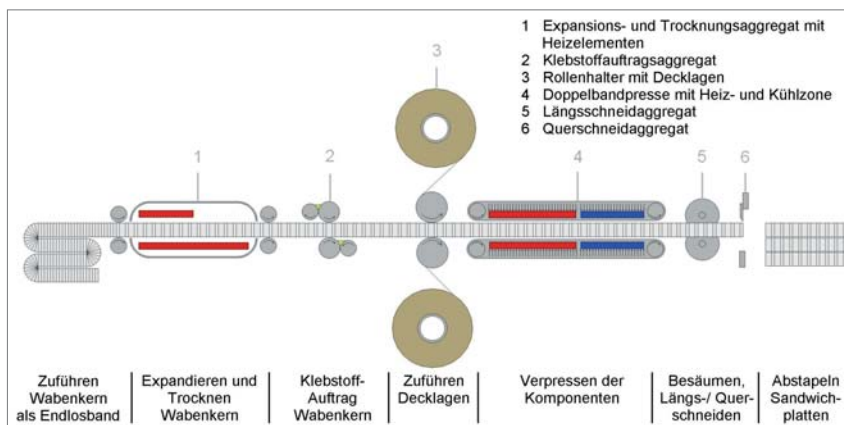 1 Expansions- und Trocknungsaggregat mit
Heizelementen
2 Klebstoffauftragsaggregat
3 Rollenhalter mit Decklagen
4 Doppelbandpresse mit Heiz- und Kühlzone
5 Längsschneidaggregat
6 Querschneidaggregat
3
1
2
4
5
6
Zuführen
Wabenkern
als Endlosband
Expandieren und
Trocknen
Wabenkern
Klebstoff-
Auftrag
Wabenkern
Zuführen
Decklagen
Verpressen der
Komponenten
Besäumen,
Längs-/ Quer-
schneiden
Abstapeln
Sandwich-
platten